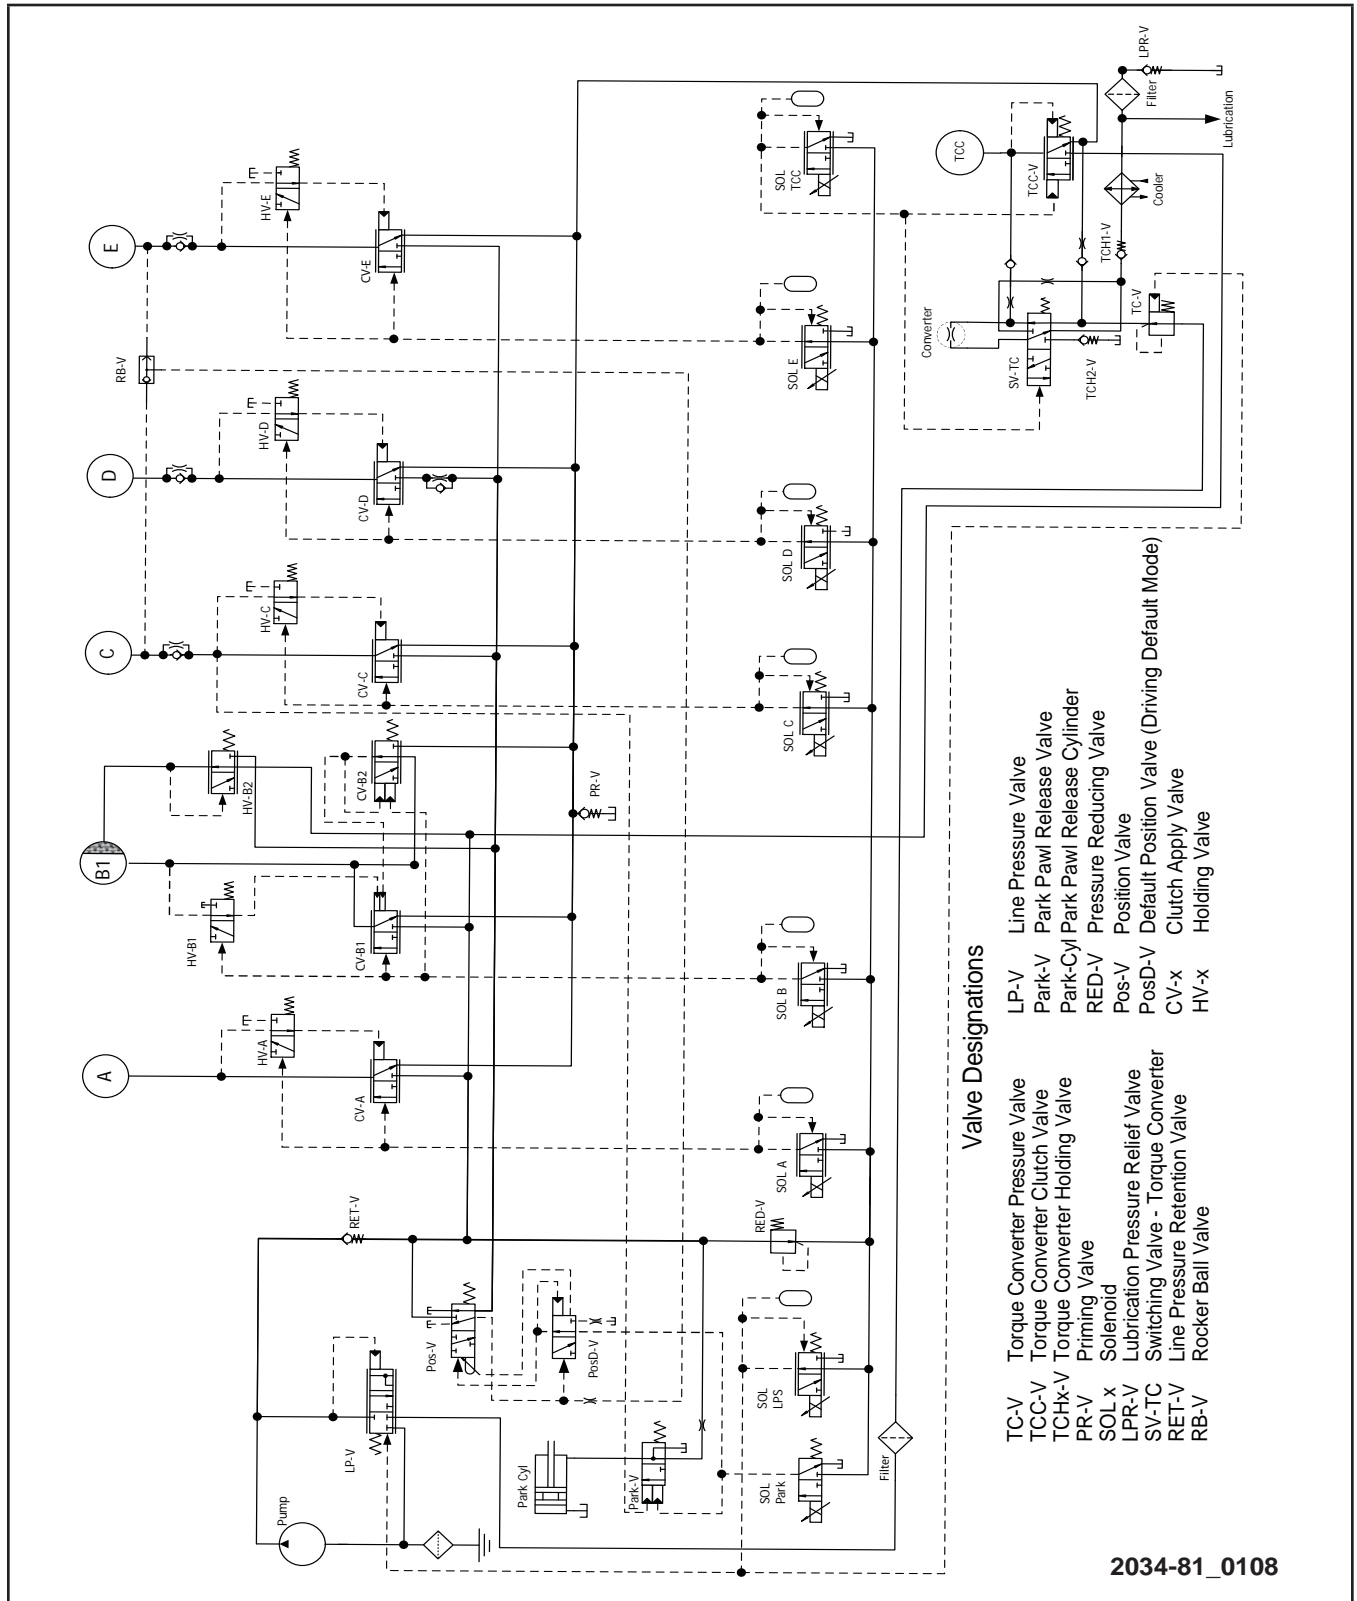 E
D
C
B1
A
HV-E
CV-E
RB-V
HV-D
CV-D
HV-C
CV-C
HV-B2
CV-B2
PR-V
HV-B1
CV-B1
HV-A
CV-A
RET-V
Pos-V
PosD-V
LP-V
Pump
Park Cyl
Park-V
RED-V
SOL
TCC
SOL E
SOL D
SOL C
SOL B
SOL A
SOL
LPS
SOL
Park
Filter
TCC
TCC-V
LPR-V
Filter
Lubrication
Cooler
TCH1-V
TC-V
Converter
SV-TC
TCH2-V
Valve Designations
TC-V Torque Converter Pressure Valve
TCC-V Torque Converter Clutch Valve
TCHx-V Torque Converter Holding Valve
PR-V Priming Valve
SOL x Solenoid
LPR-V Lubrication Pressure Relief Valve
SV-TC Switching Valve - Torque Converter
RET-V Line Pressure Retention Valve
RB-V Rocker Ball Valve
LP-V Line Pressure Valve
Park-V Park Pawl Release Valve
Park-Cyl Park Pawl Release Cylinder
RED-V Pressure Reducing Valve
Pos-V Position Valve
PosD-V Default Position Valve (Driving Default Mode)
CV-x Clutch Apply Valve
HV-x Holding Valve
2034-81_0108